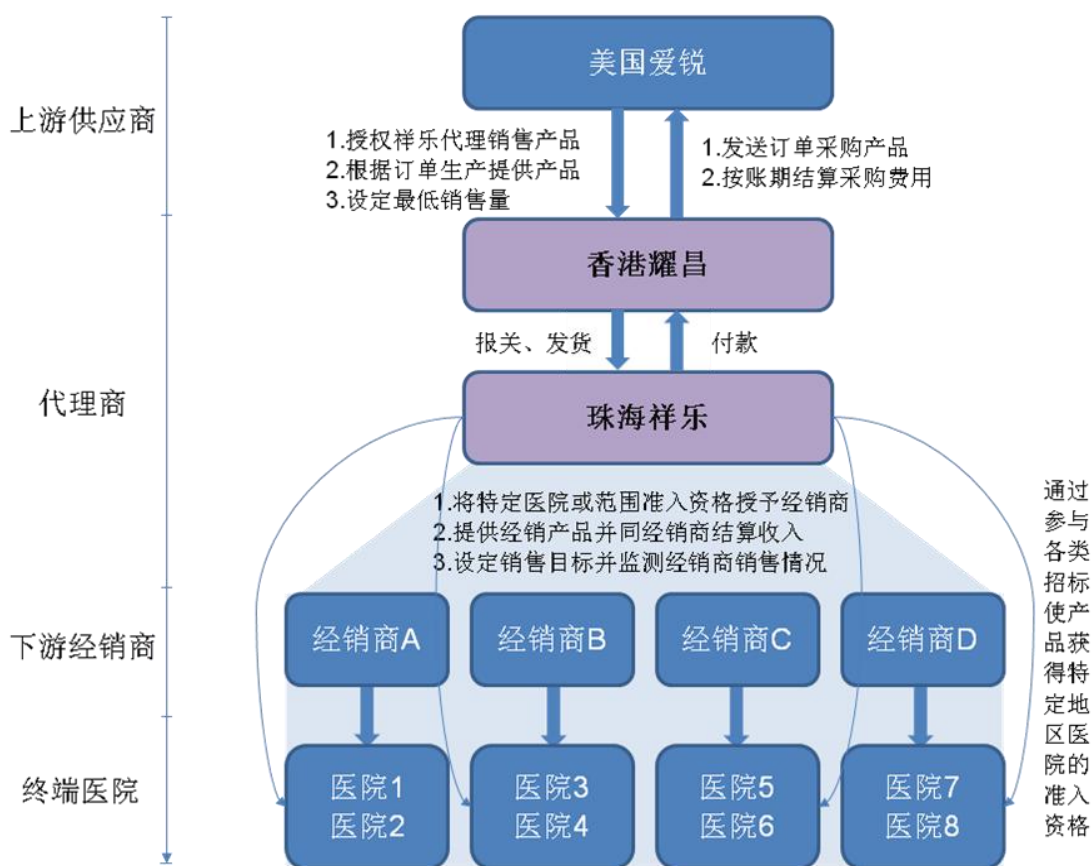 美国爱锐
上游供应商
1.授权祥乐代理销售产品
2.根据订单生产提供产品
3.设定最低销售量
1.发送订单采购产品
2.按账期结算采购费用
香港耀昌
报关、发货
付款
代理商
珠海祥乐
1.将特定医院或范围准入资格授予经销商
2.提供经销产品并同经销商结算收入
3.设定销售目标并监测经销商销售情况
通过
参与
各类
招标
使产
品获
得特
定地
区医
院的
准入
资格
下游经销商
经销商A
经销商B
经销商C
经销商D
终端医院
医院1
医院2
医院3
医院4
医院5
医院6
医院7
医院8